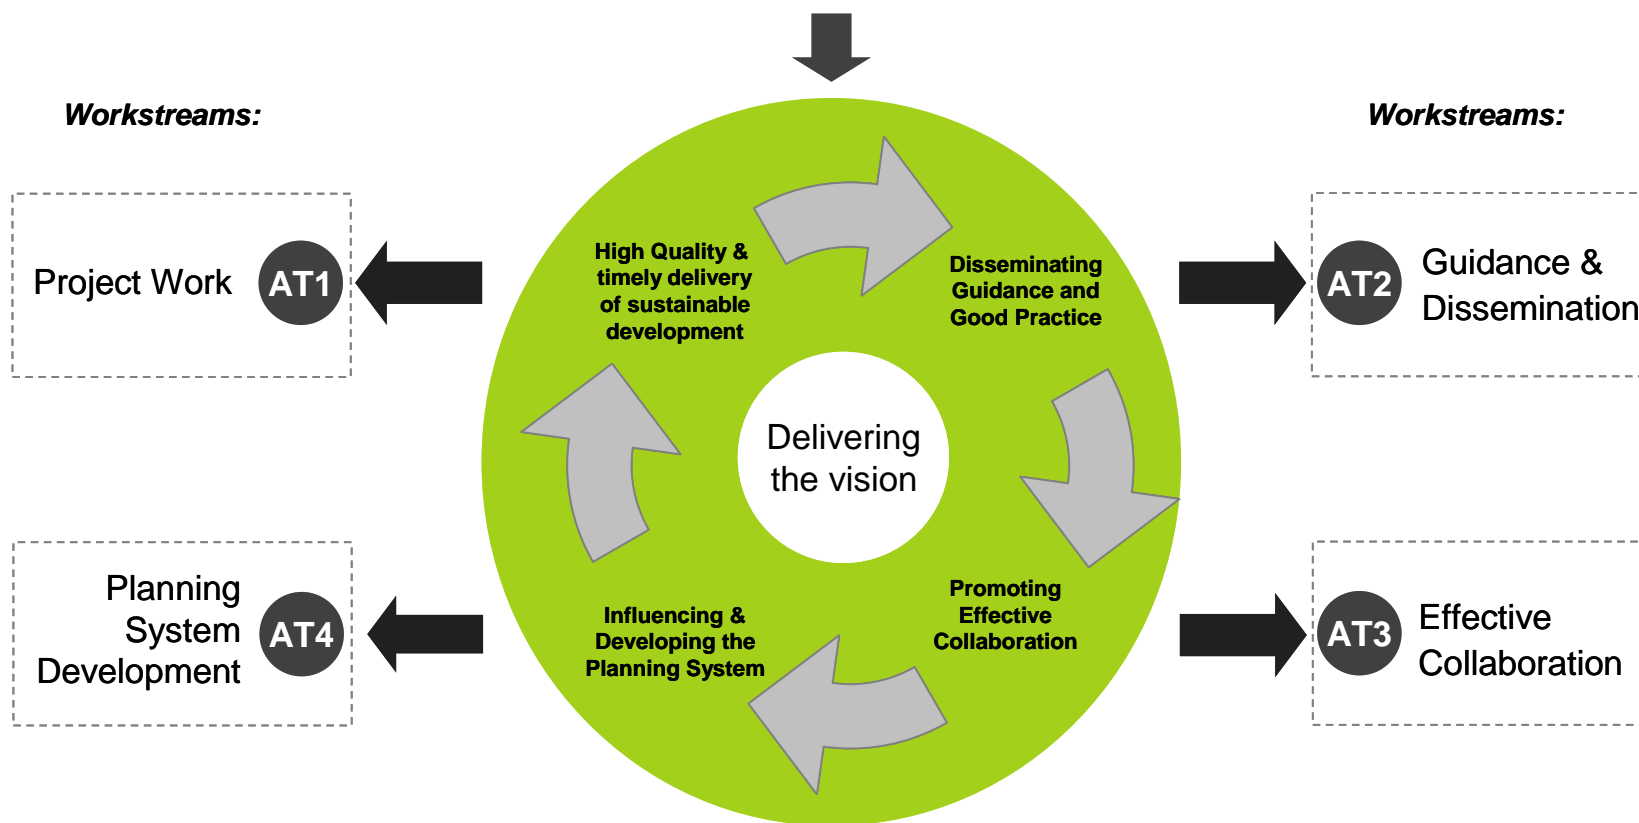 Workstreams:
Workstreams:
Project Work
AT1
High Quality &
timely delivery
of sustainable
development
Disseminating
Guidance and
Good Practice
AT2
Guidance &
Dissemination
Delivering
the vision
Planning
System
Development
AT4
Influencing &
Developing the
Planning System
Promoting
Effective
Collaboration
AT3
Effective
Collaboration